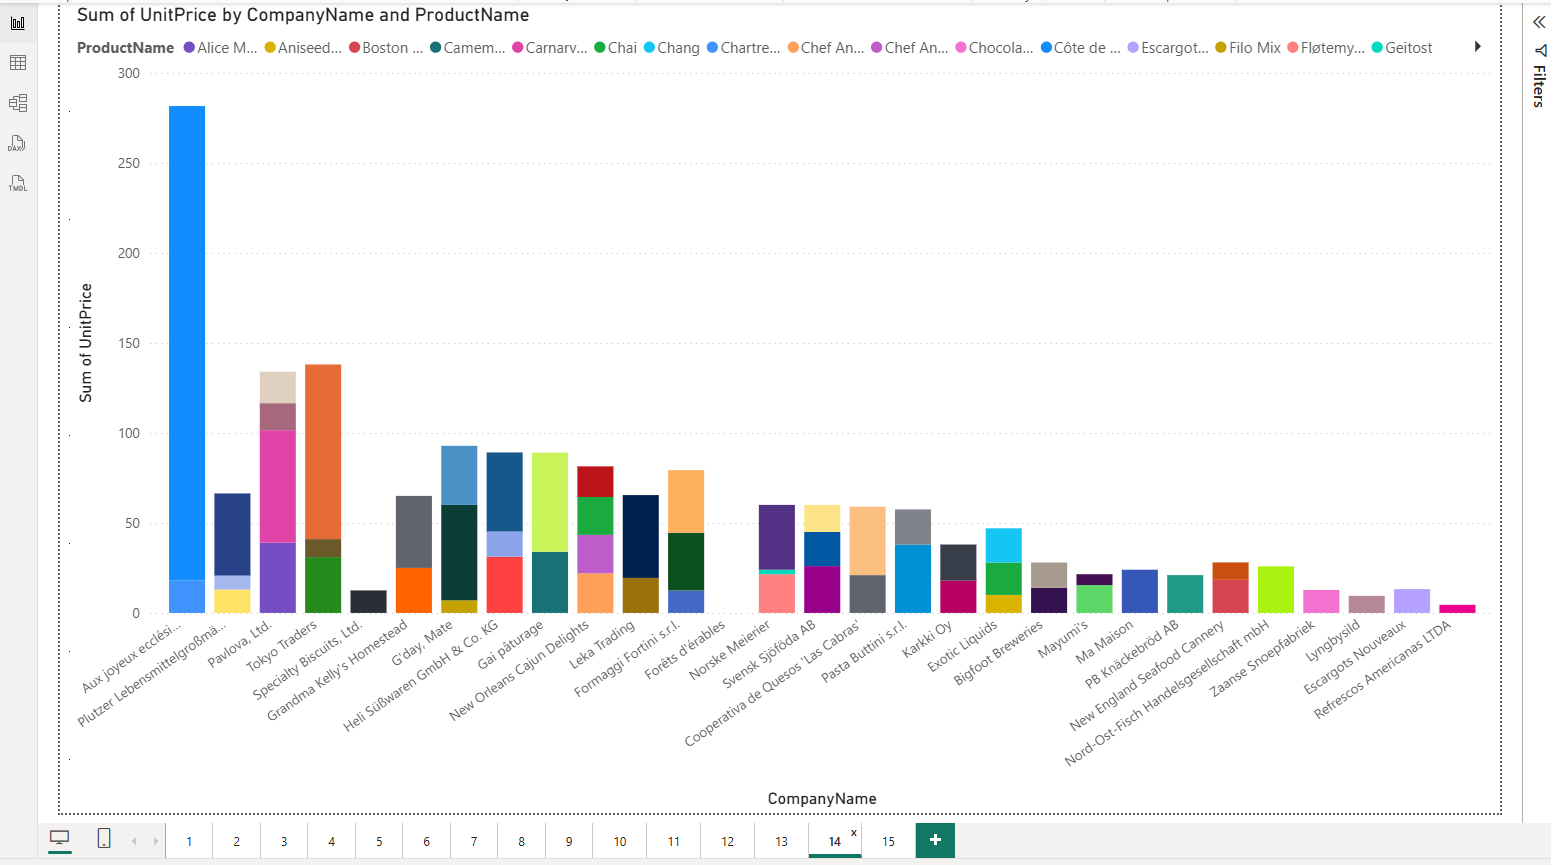 Sum of UnitPrice by CompanyName and ProductName
ProductName Alice M... Aniseed... Boston ... Camem... Carnarv... Chai Chang Chartre... Chef An... Chef An... Chocola... Côte de ... Escargot... Filo Mix Fløtemy... Geitost
300
250
200
150
100
50
0
Sum of UnitPrice
Aux joyeux ecclési...
Plutzer Lebensmittelgroßmä...
Pavlova, Ltd.
Tokyo Traders
Specialty Biscuits, Ltd.
Grandma Kelly's Homestead
G'day, Mate
Heli Süßwaren GmbH & Co. KG
Gai pâturage
New Orleans Cajun Delights
Leka Trading
Formaggi Fortini s.r.l.
Forêts d'érables
Norske Meierier
Svensk Sjöföda AB
Cooperativa de Quesos 'Las Cabras'
Pasta Buttini s.r.l.
Karkki Oy
Exotic Liquids
Bigfoot Breweries
Mayumi's
Ma Maison
PB Knäckebröd AB
New England Seafood Cannery
Nord-Ost-Fisch Handelsgesellschaft mbH
Zaanse Snoepfabriek
Lyngbysild
Escargots Nouveaux
Refrescos Americanas LTDA
CompanyName
Filters
DAX
TMDL
1 2 3 4 5 6 7 8 9 10 11 12 13 14 x 15 +